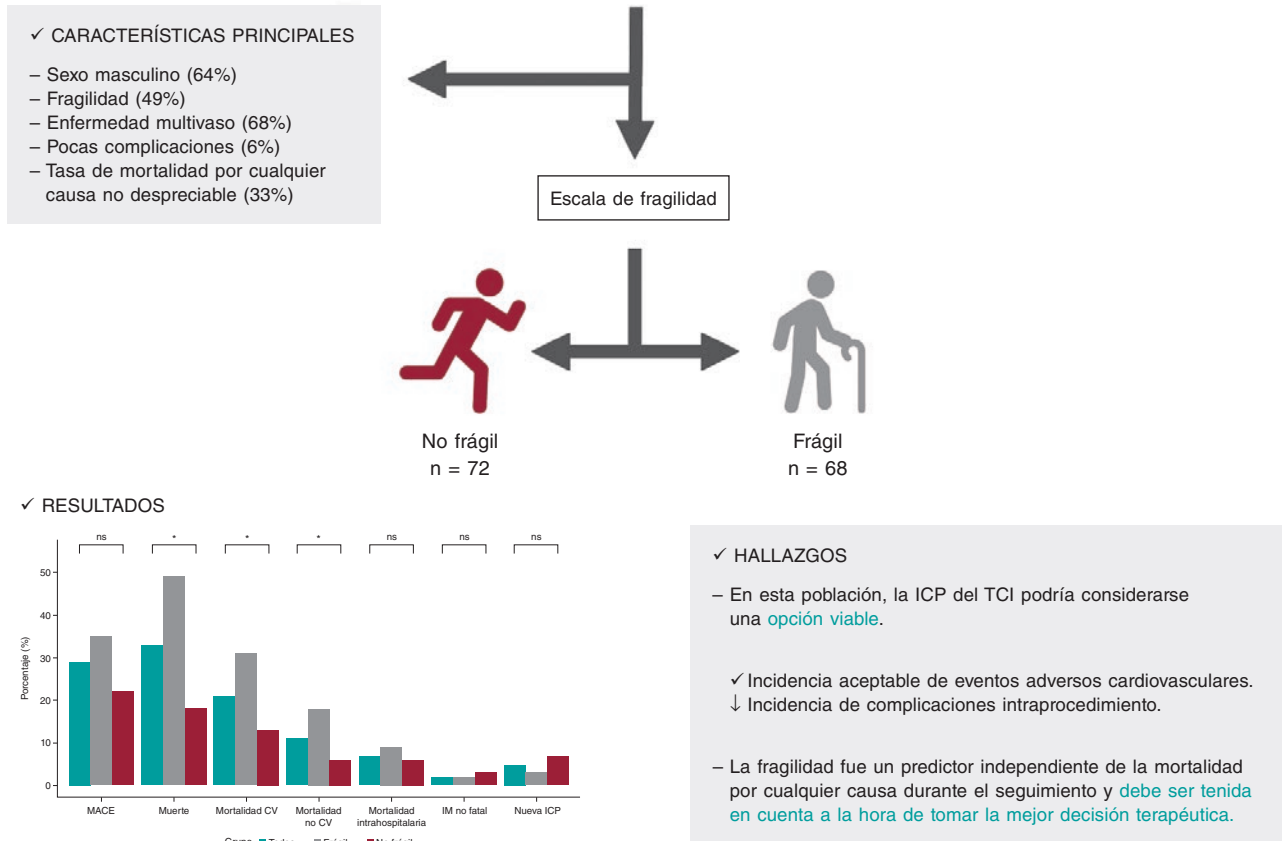 ✓ CARACTERÍSTICAS PRINCIPALES
– Sexo masculino (64%)
– Fragilidad (49%)
– Enfermedad multivaso (68%)
– Pocas complicaciones (6%)
– Tasa de mortalidad por cualquier
causa no despreciable (33%)
Escala de fragilidad
No frágil
n = 72
Frágil
n = 68
✓ RESULTADOS
ns * * * ns ns ns
Porcentaje (%)
50
40
30
20
10
0
MACE Muerte Mortalidad CV Mortalidad no CV Mortalidad intrahospitalaria IM no fatal Nueva ICP
✓ HALLAZGOS
– En esta población, la ICP del TCI podría considerarse
una opción viable.
✓ Incidencia aceptable de eventos adversos cardiovasculares.
↓ Incidencia de complicaciones intraprocedimiento.
– La fragilidad fue un predictor independiente de la mortalidad
por cualquier causa durante el seguimiento y debe ser tenida
en cuenta a la hora de tomar la mejor decisión terapéutica.